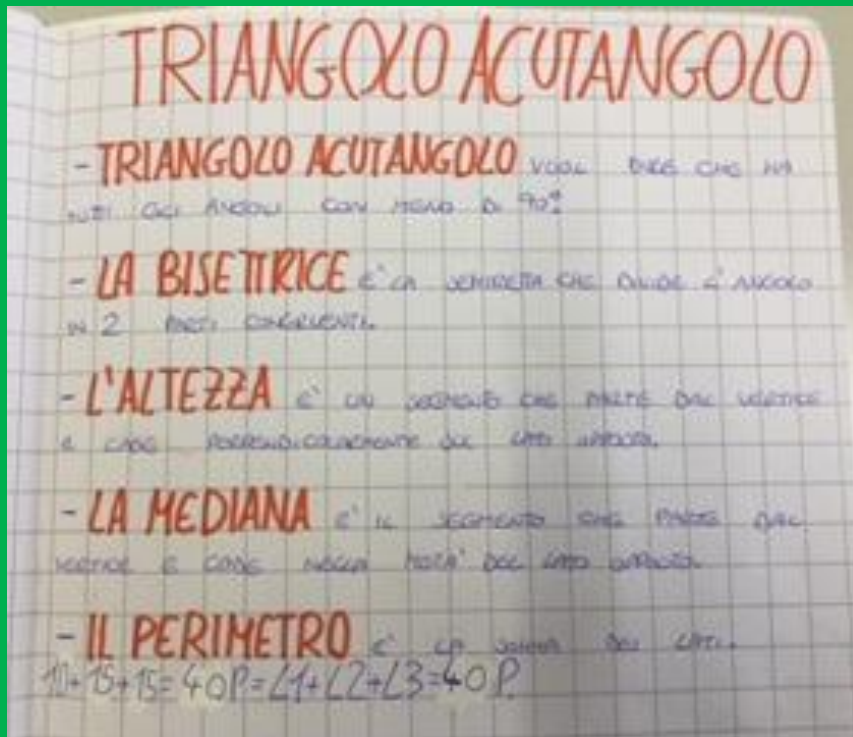 TRIANGOLO ACUTANGOLO
- TRIANGOLO ACUTANGOLO VUOL DIRE CHE HA
TUTTI GLI ANGOLI CON MENO DI 90°
- LA BISETTRICE E' LA SEMIRETTA CHE DIVIDE L'ANGOLO
IN 2 PARTI CONGRUENTI.
- L'ALTEZZA E' UN SEGMENTO CHE PARTE DAL VERTICE
E CADE PERPENDICOLARMENTE SUL LATO OPPOSTO.
- LA MEDIANA E' IL SEGMENTO CHE PARTE DAL
VERTICE E CADE NELLA META' DEL LATO OPPOSTO.
- IL PERIMETRO E' LA SOMMA DEI LATI.
10+15+15=40P=L1+L2+L3=40P.